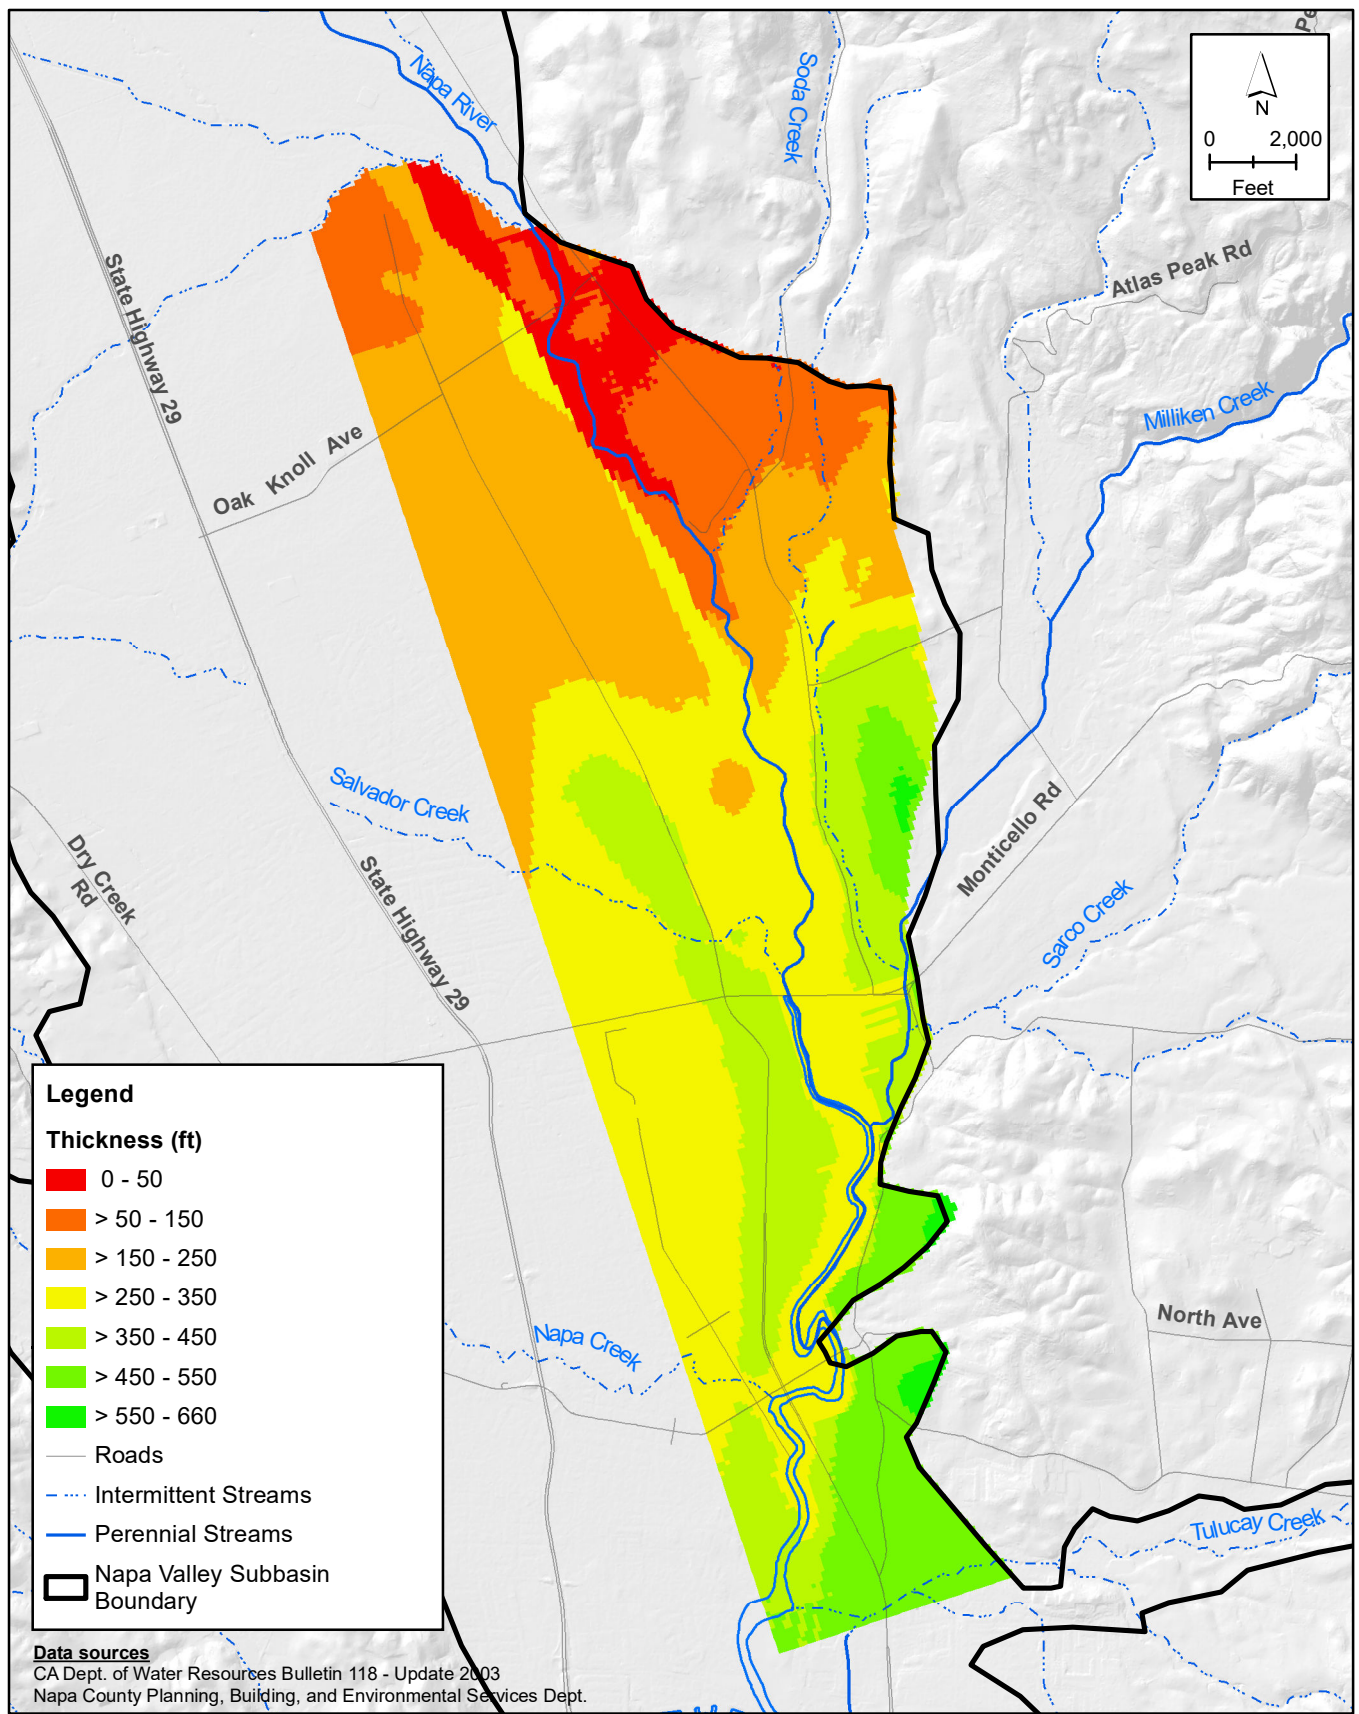 Pe
N
0 2,000
Feet
Napa River
Soda Creek
Atlas Peak Rd
State Highway 29
Milliken Creek
Oak Knoll Ave
Salvador Creek
Monticello Rd
Dry Creek
Rd
State Highway 29
Sarco Creek
North Ave
Napa Creek
Tulucay Creek
Legend
Thickness (ft)
0 - 50
> 50 - 150
> 150 - 250
> 250 - 350
> 350 - 450
> 450 - 550
> 550 - 660
Roads
Intermittent Streams
Perennial Streams
Napa Valley Subbasin
Boundary
Data sources
CA Dept. of Water Resources Bulletin 118 - Update 2003
Napa County Planning, Building, and Environmental Services Dept.